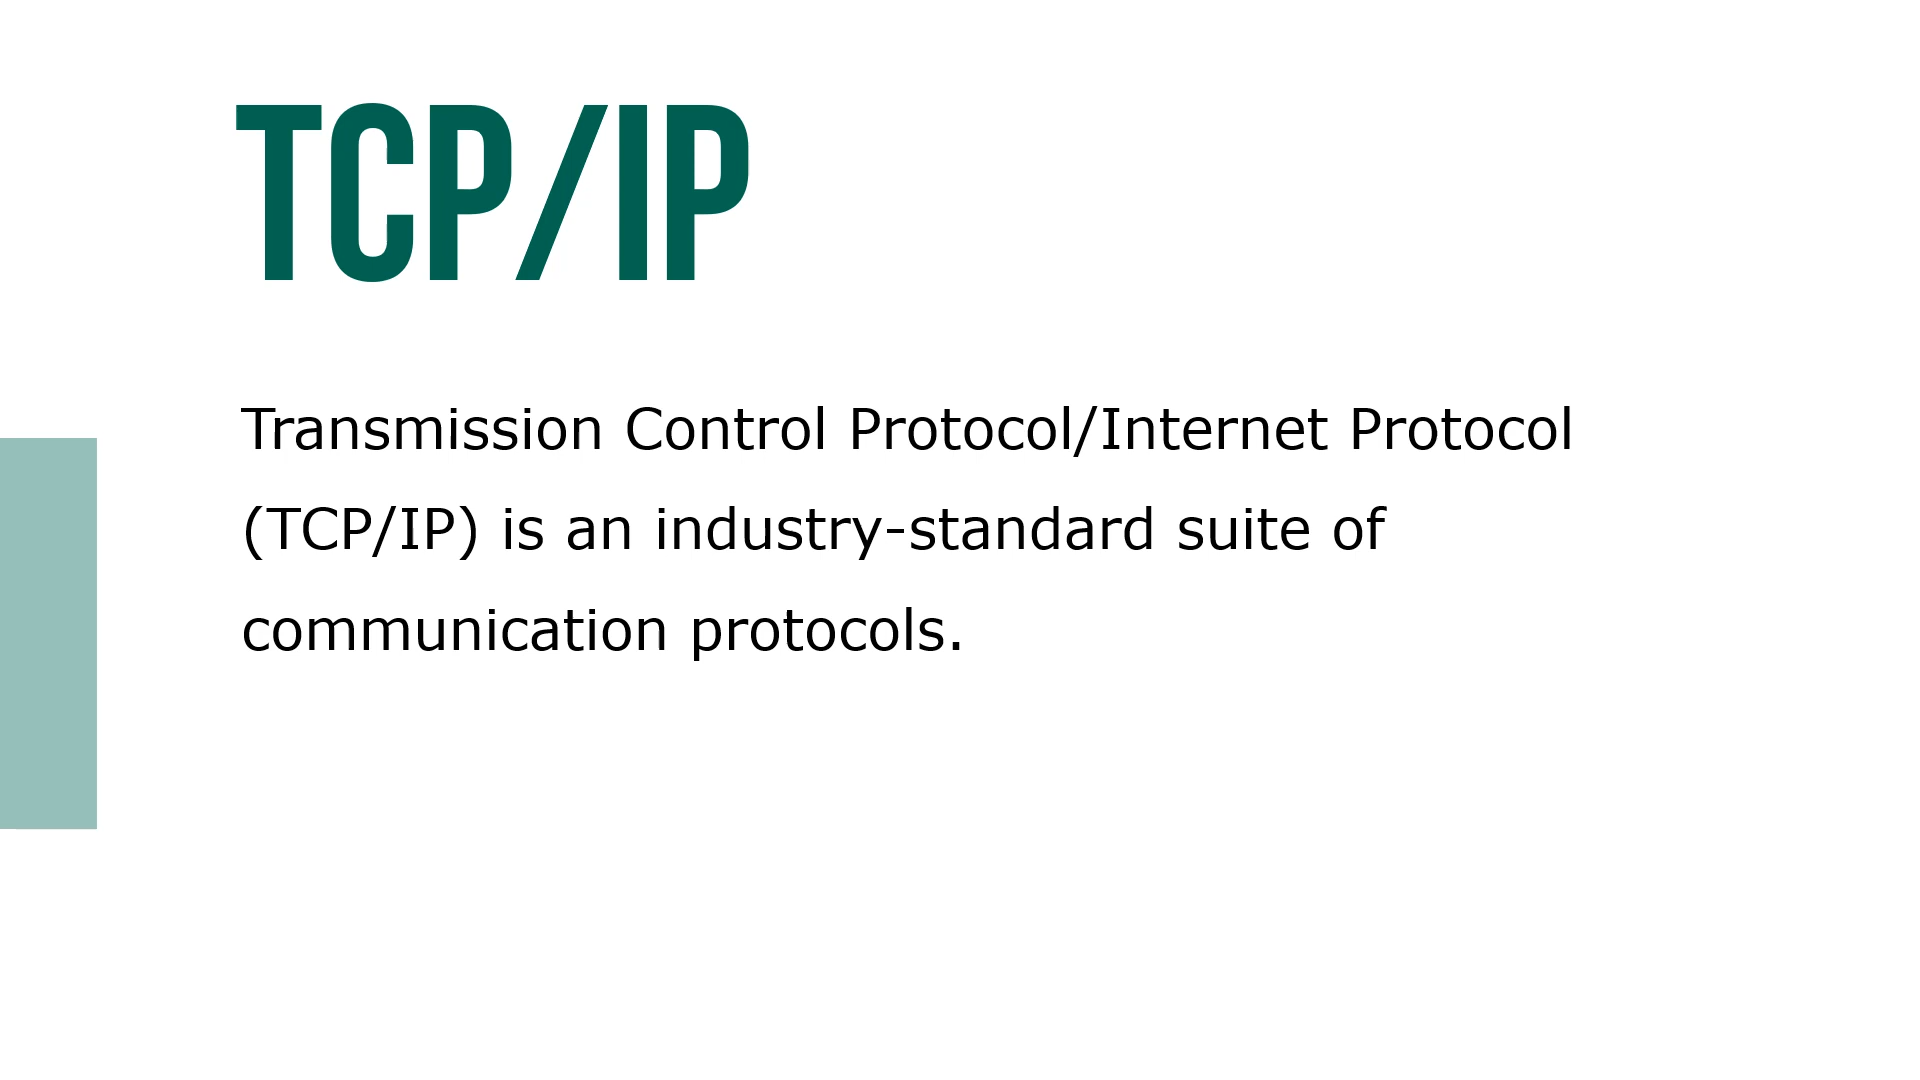 TCP/IP
Transmission Control Protocol/Internet Protocol
(TCP/IP) is an industry-standard suite of
communication protocols.